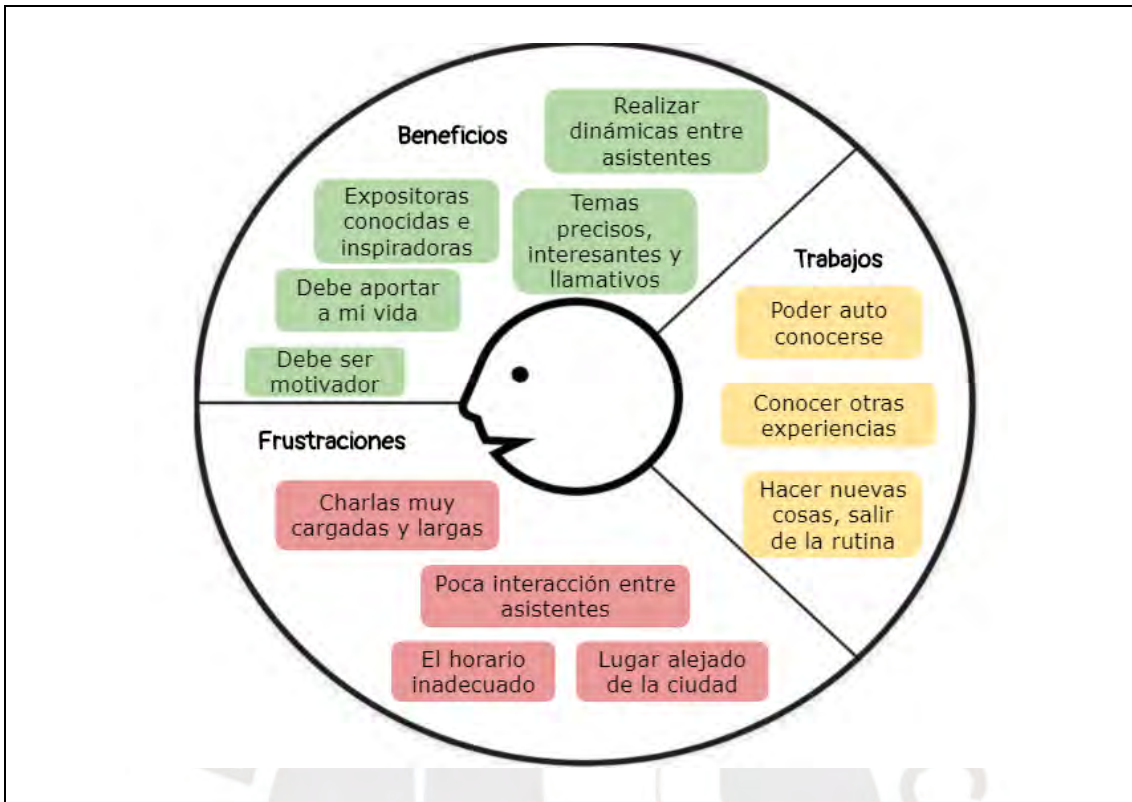 Beneficios
Realizar
dinámicas entre
asistentes
Expositoras
conocidas e
inspiradoras
Temas
precisos,
interesantes y
llamativos
Debe aportar
a mi vida
Debe ser
motivador
Trabajos
Poder auto
conocerse
Conocer otras
experiencias
Hacer nuevas
cosas, salir
de la rutina
Frustraciones
Charlas muy
cargadas y largas
Poca interacción entre
asistentes
El horario
inadecuado
Lugar alejado
de la ciudad